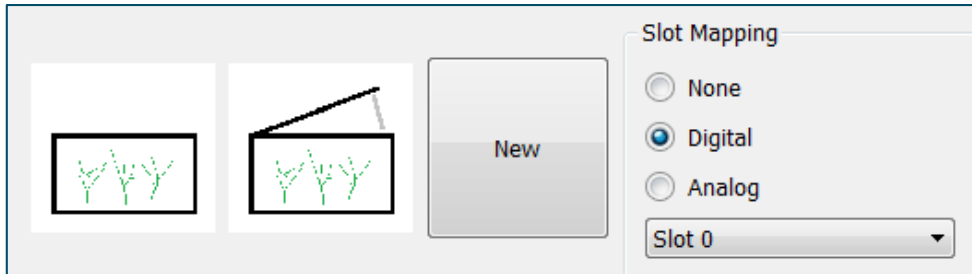 New
Slot Mapping
None
Digital
Analog
Slot 0